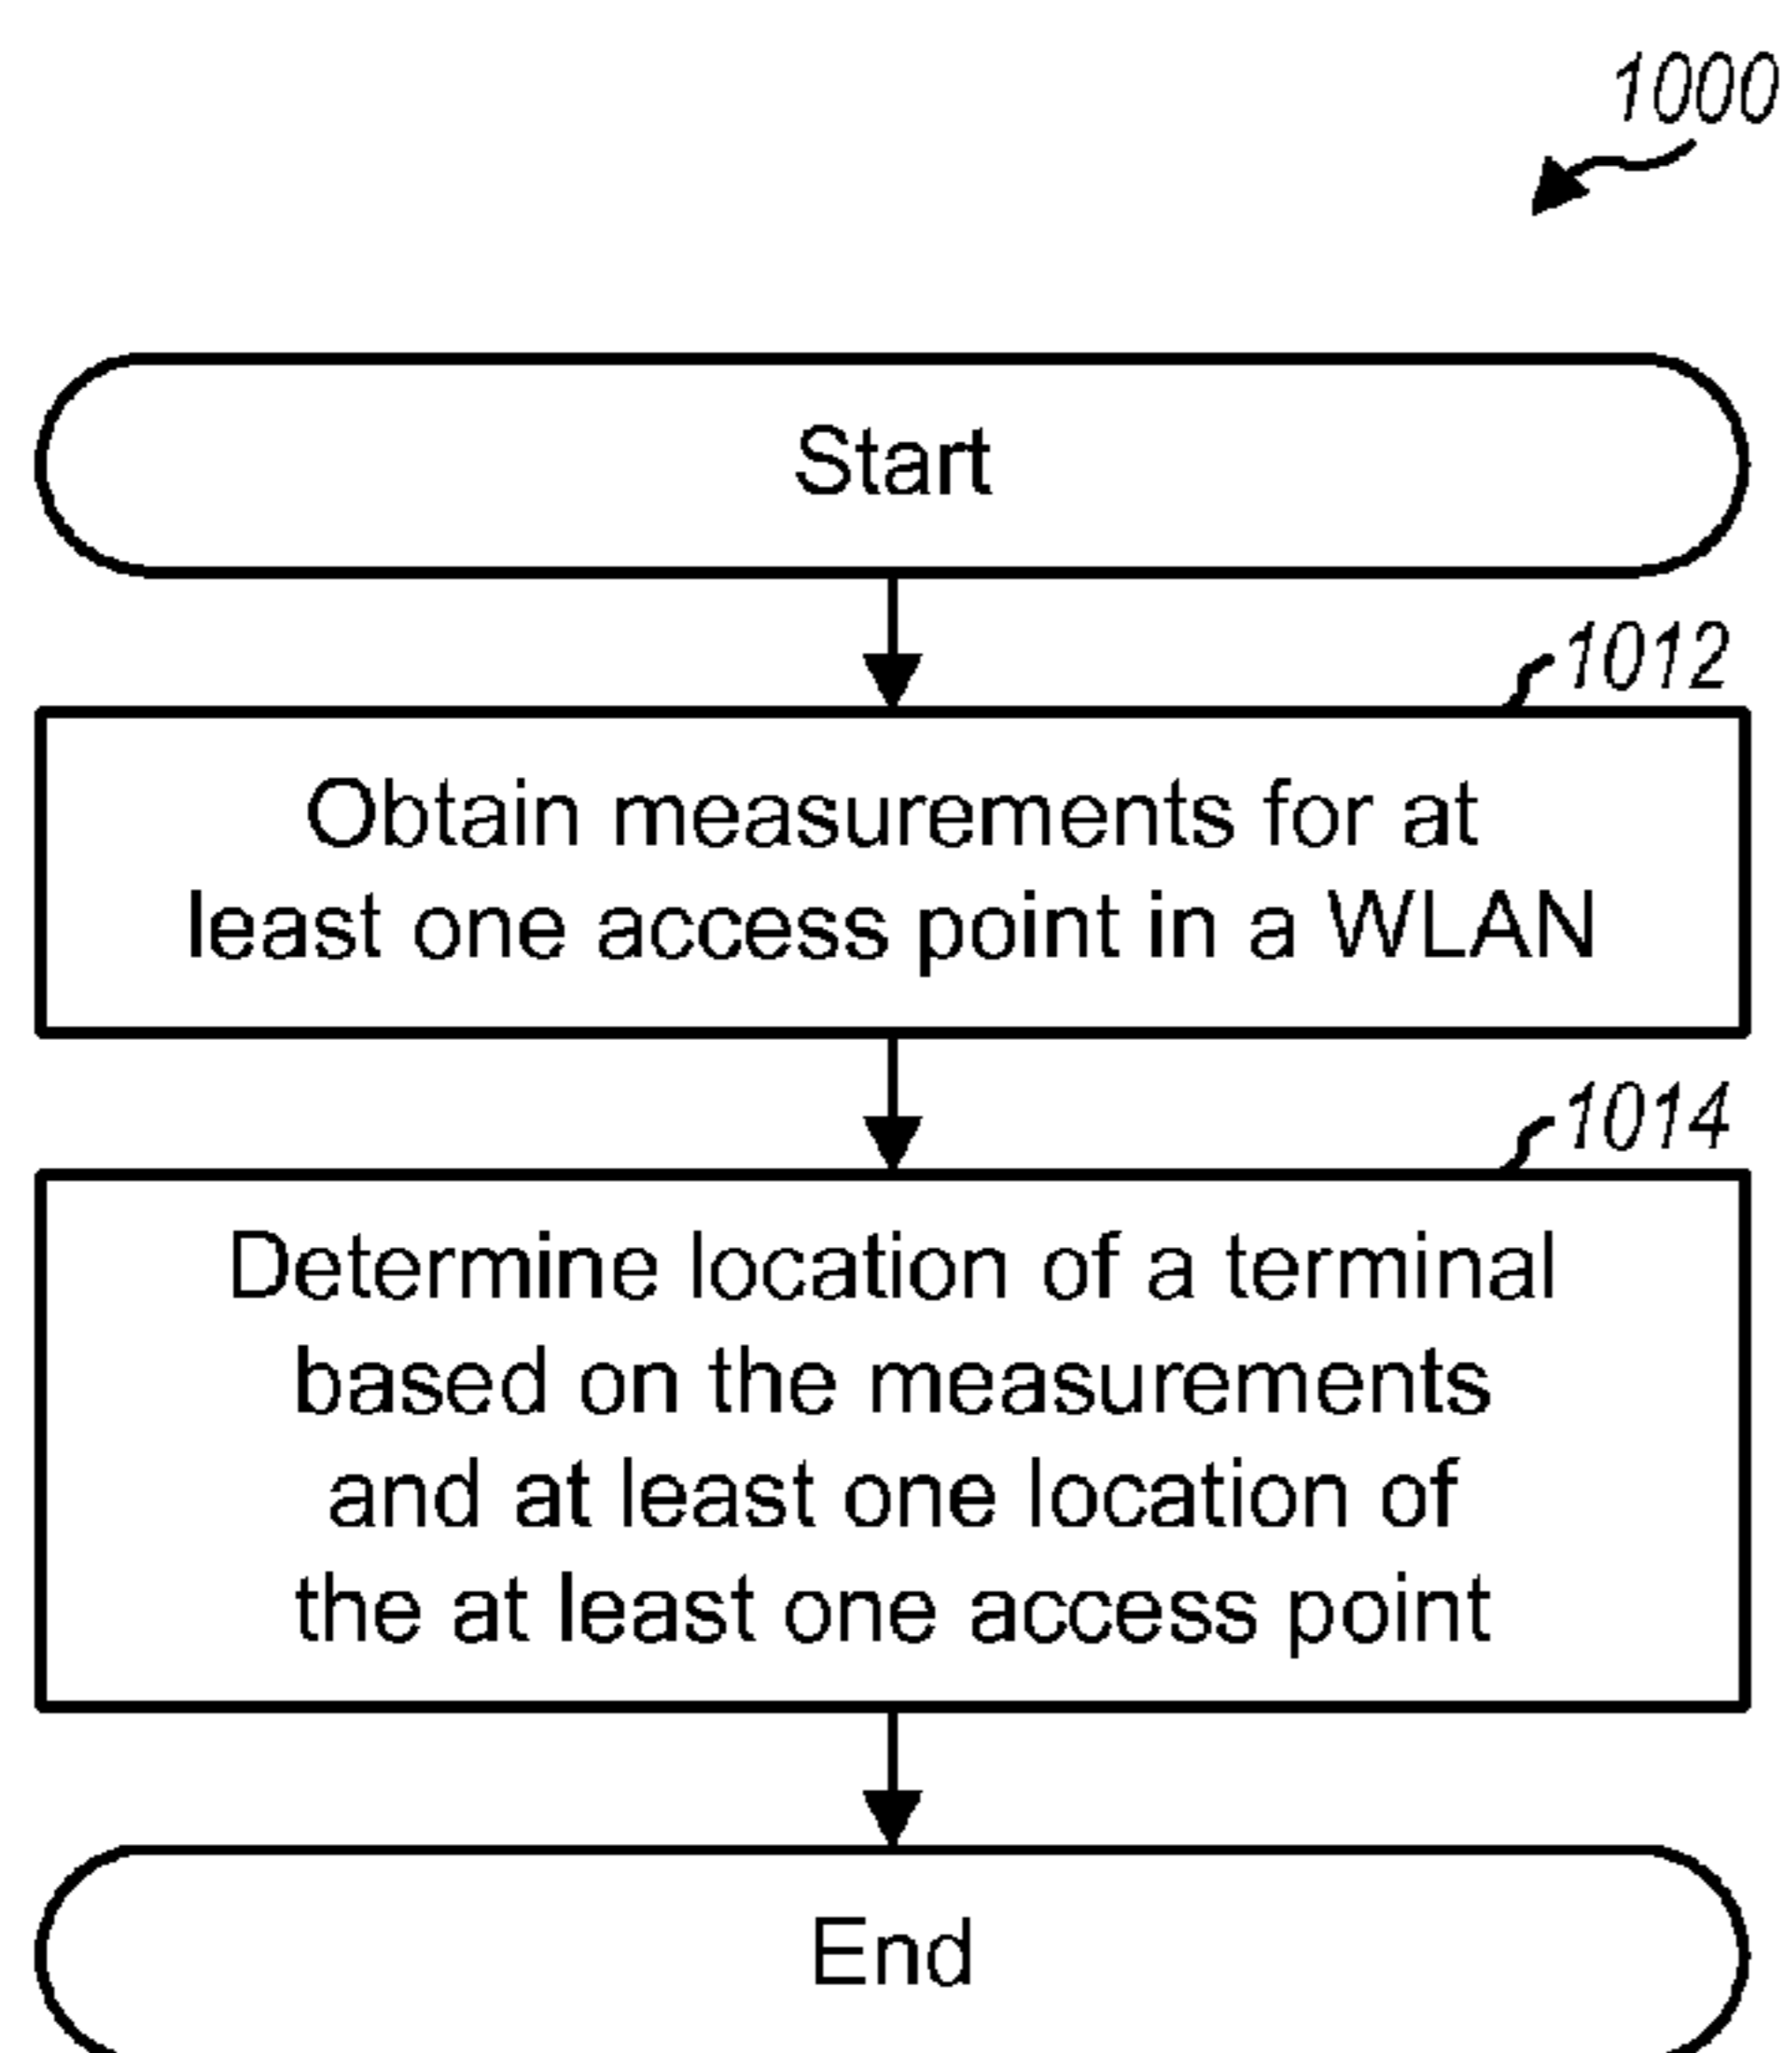 1000
Start
1012
Obtain measurements for at
least one access point in a WLAN
1014
Determine location of a terminal
based on the measurements
and at least one location of
the at least one access point
End